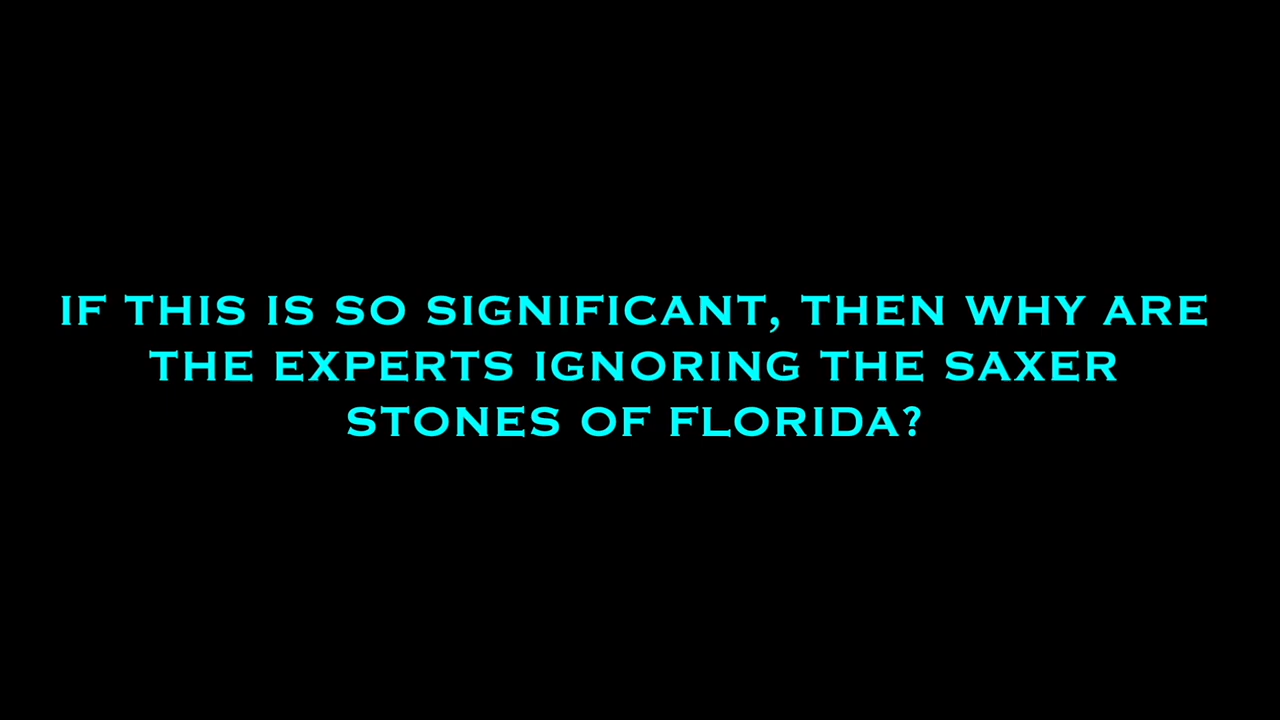 IF THIS IS SO SIGNIFICANT, THEN WHY ARE
THE EXPERTS IGNORING THE SAXER
STONES OF FLORIDA?